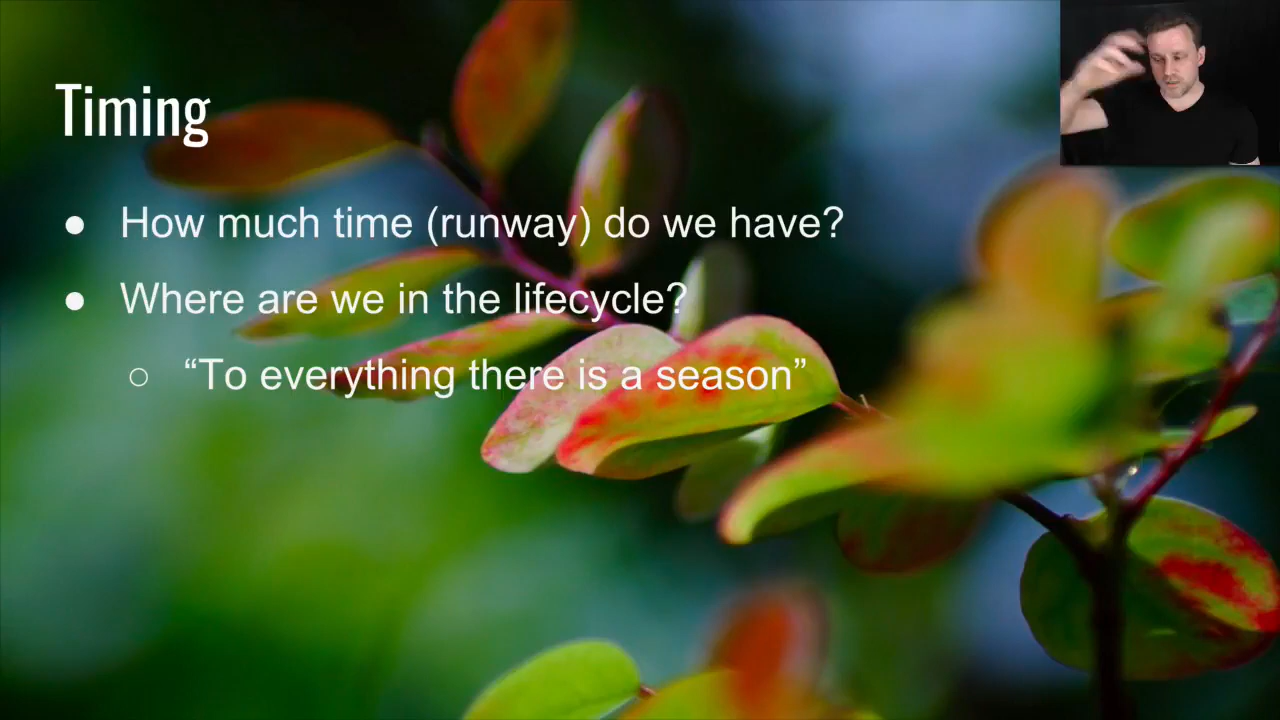 Timing
● How much time (runway) do we have?
● Where are we in the lifecycle?
○ “To everything there is a season”